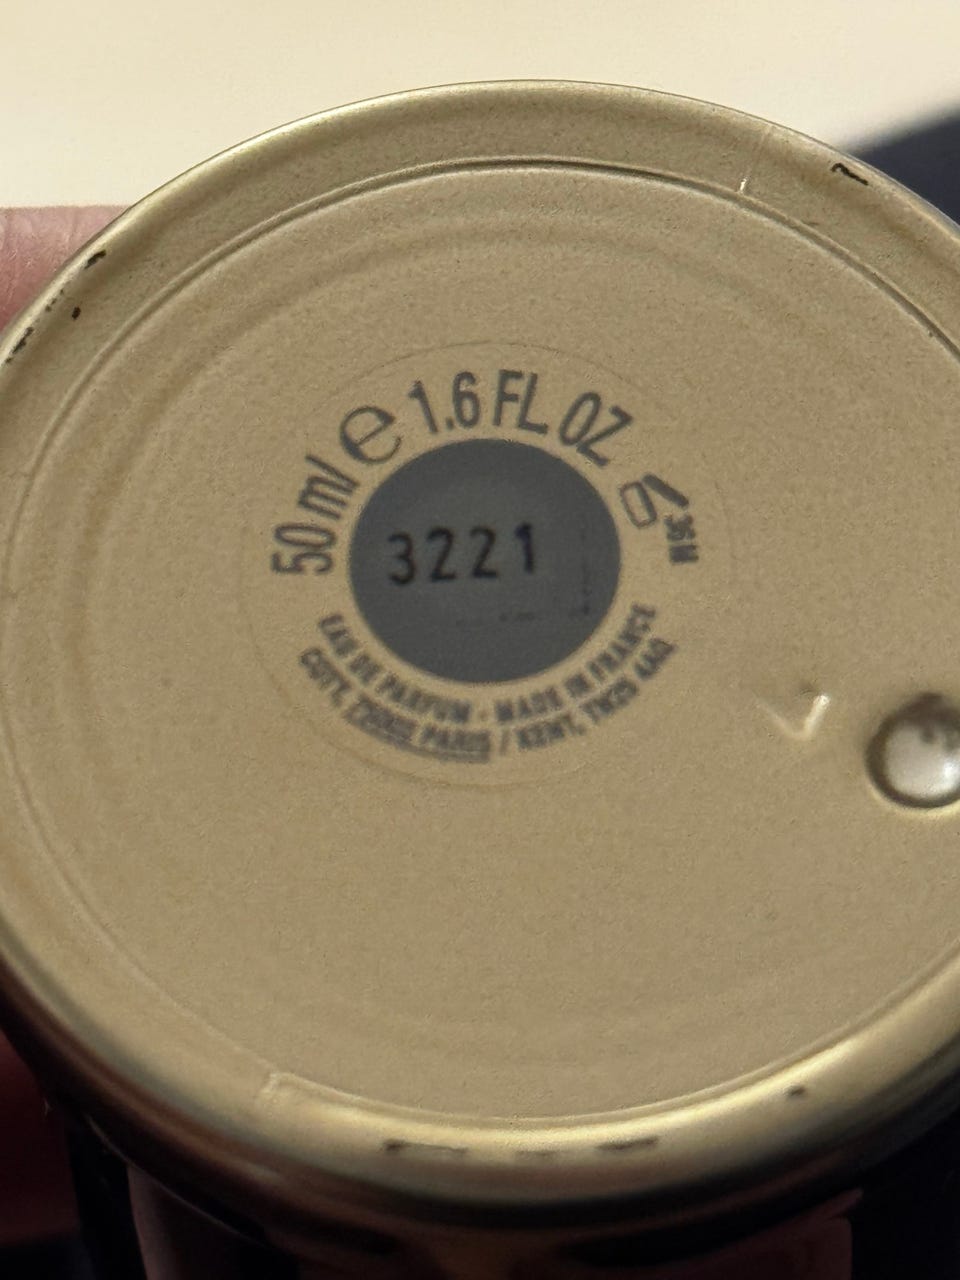 50 ml e 1.6 FL OZ 36M
3221
EAU DE PARFUM - MADE IN FRANCE
COTY, 75008 PARIS / KENT, TN25 4AQ